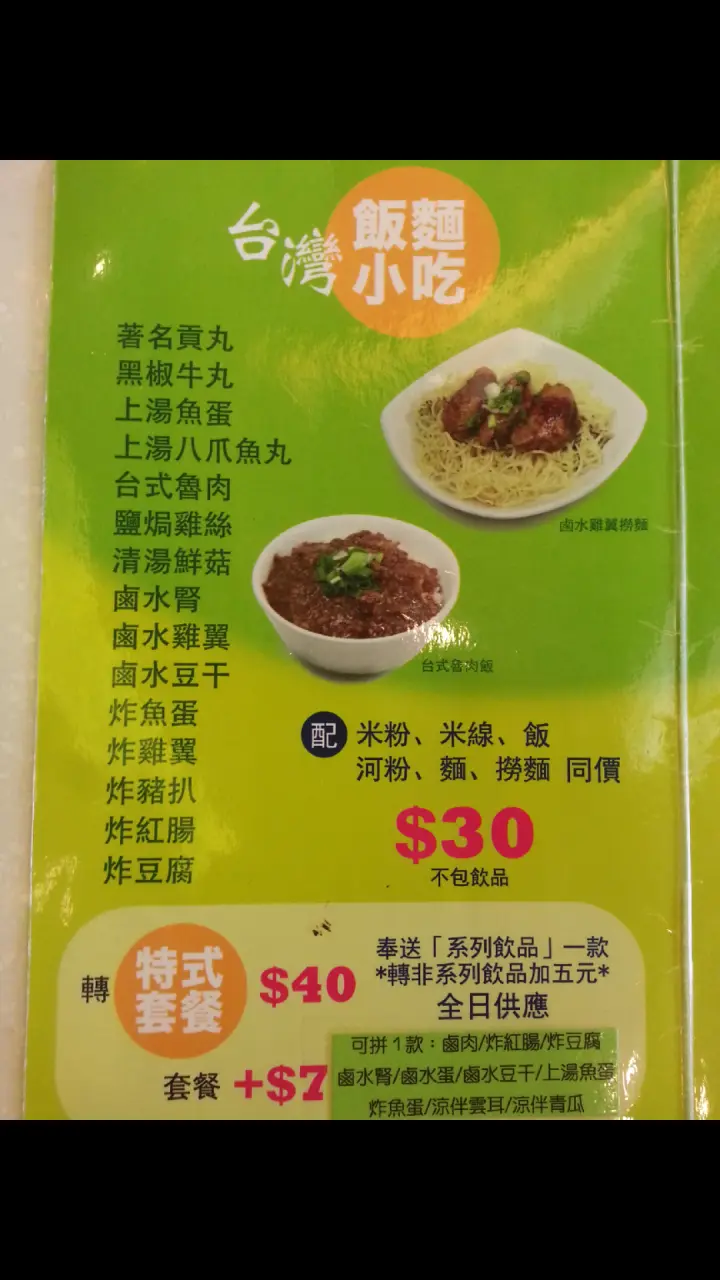 台灣 飯麵
小吃
著名貢丸
黑椒牛丸
上湯魚蛋
上湯八爪魚丸
台式魯肉
鹽焗雞絲
清湯鮮菇
鹵水腎
鹵水雞翼
鹵水豆干
炸魚蛋
炸雞翼
炸豬扒
炸紅腸
炸豆腐
鹵水雞翼撈麵
台式魯肉飯
配 米粉、米線、飯
河粉、麵、撈麵 同價
$30
不包飲品
轉 特式
套餐 $40
奉送「系列飲品」一款
*轉非系列飲品加五元*
全日供應
套餐 +$7
可拼1款：鹵肉/炸紅腸/炸豆腐
鹵水腎/鹵水蛋/鹵水豆干/上湯魚蛋
炸魚蛋/涼伴雲耳/涼伴青瓜